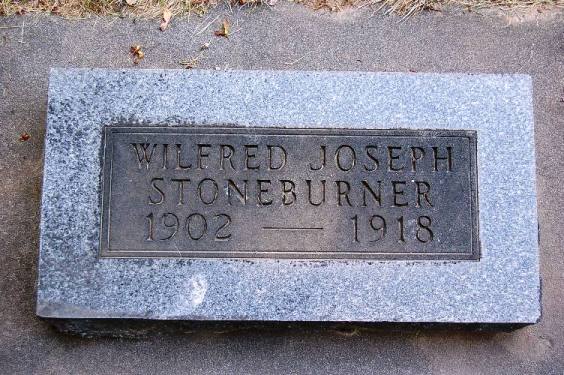 WILFRED JOSEPH
STONEBURNER
1902 — 1918